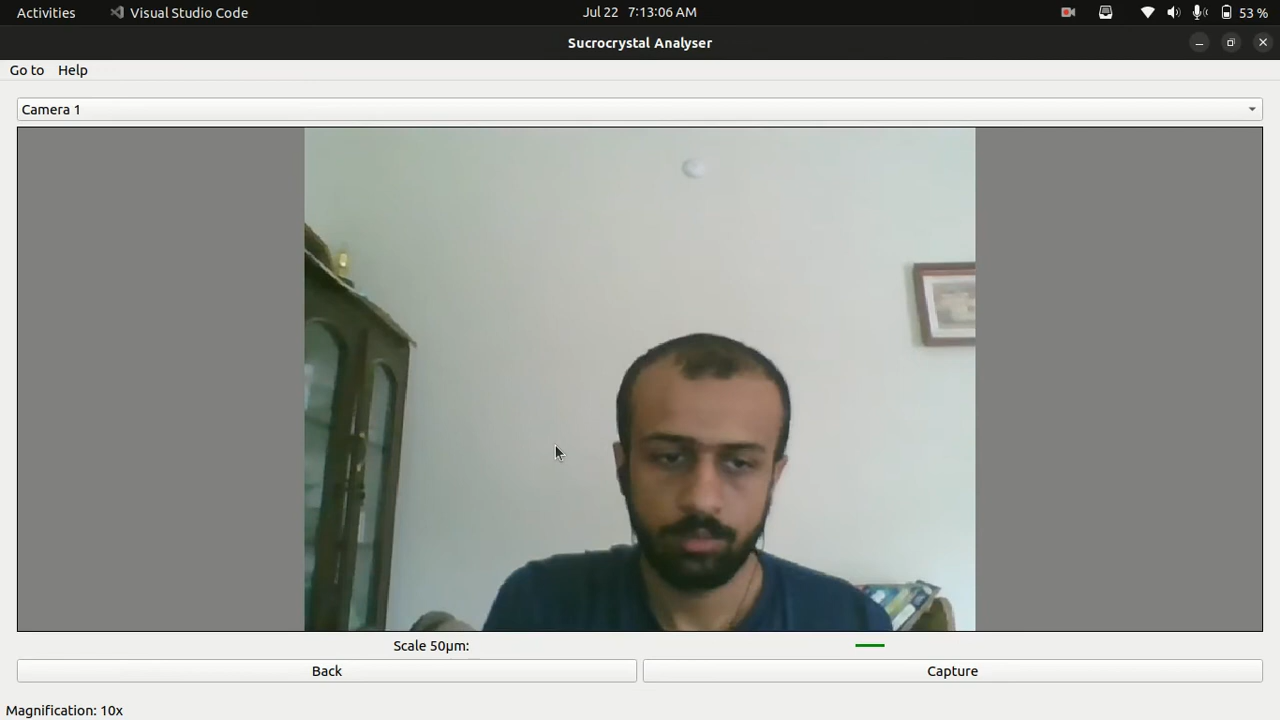 Activities Visual Studio Code Jul 22 7:13:06 AM 53 %
Sucrocrystal Analyser
Go to Help
Camera 1
Scale 50μm:
Back Capture
Magnification: 10x